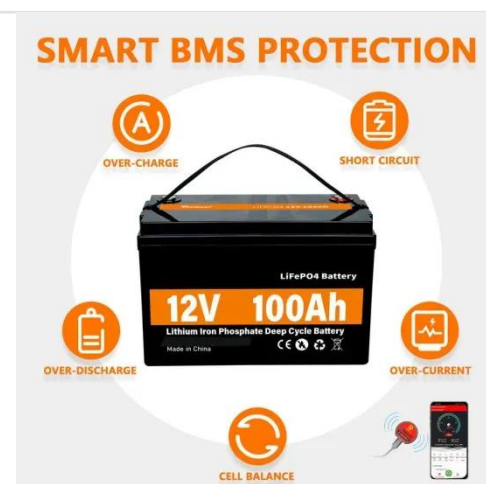 SMART BMS PROTECTION
OVER-CHARGE
SHORT CIRCUIT
LiFePO4 Battery
12V 100Ah
Lithium Iron Phosphate Deep Cycle Battery
Made in China
CE
OVER-DISCHARGE
OVER-CURRENT
CELL BALANCE